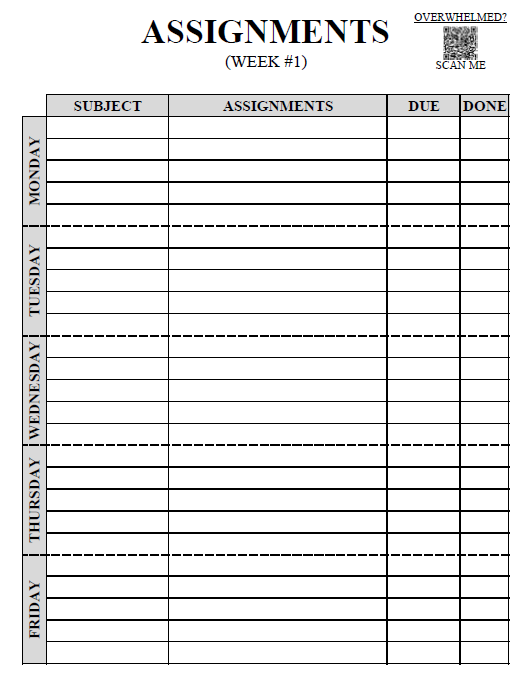 ASSIGNMENTS
(WEEK #1)
OVERWHELMED?
SCAN ME
SUBJECT ASSIGNMENTS DUE DONE
MONDAY
TUESDAY
WEDNESDAY
THURSDAY
FRIDAY